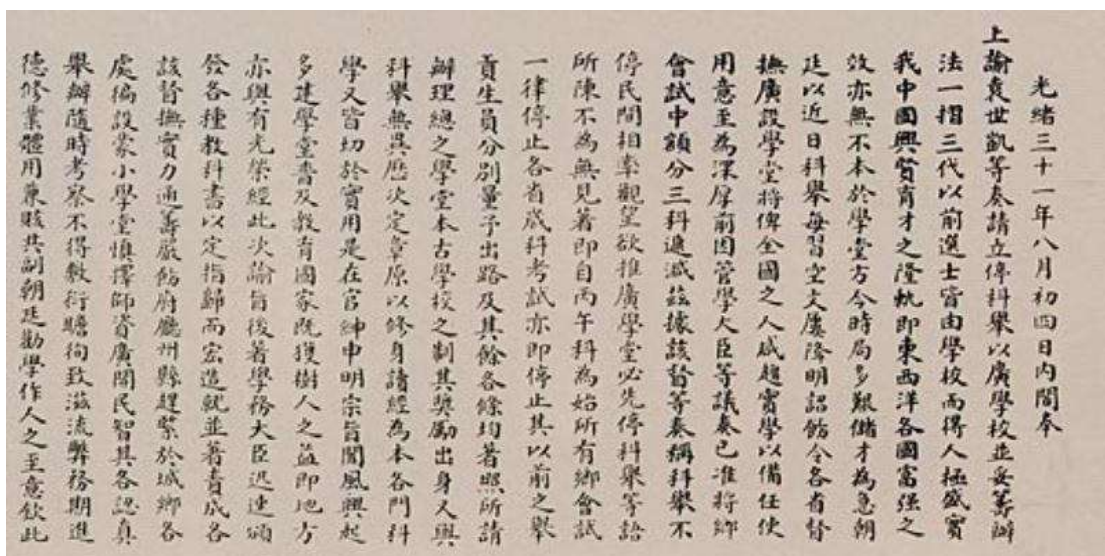 光緒三十一年八月初四日內閣奉
上諭袁世凱等奏請立停科舉以廣學校並妥籌辦
法一摺三代以前選士皆由學校而得人極盛實
我中國興賢育才之隆軌即東西洋各國富強之
效亦無不本於學堂方今時局多艱儲才為急朝
廷以近日科舉每習空文屢降明詔飭令各省督
撫廣設學堂將俾全國之人咸趨實學以備任使
用意至為深厚前因管學大臣等議奏已准將鄉
會試中額分三科遞減茲據該督等奏稱科舉不
停民間相率觀望欲推廣學堂必先停科舉等語
所陳不為無見著即自丙午科為始所有鄉會試
一律停止各省歲科考試亦即停止其以前之舉
貢生員分別量予出路及其餘各條均著照所請
辦理總之學堂本古學校之制其獎勵出身又與
科舉無異歷次定章原以修身讀經為本各門科
學又皆切於實用是在官紳申明宗旨聞風興起
多建學堂普及教育國家既獲樹人之益即地方
亦與有光榮經此次諭旨後著學務大臣迅速頒
發各種教科書以定指歸而宏造就並著責成各
該督撫實力通籌嚴飭府廳州縣趕緊於城鄉各
處徧設蒙小學堂慎擇師資廣開民智其各認真
舉辦隨時考察不得敷衍瞻徇致滋流弊務期進
德修業體用兼賅共副朝廷勸學作人之至意欽此